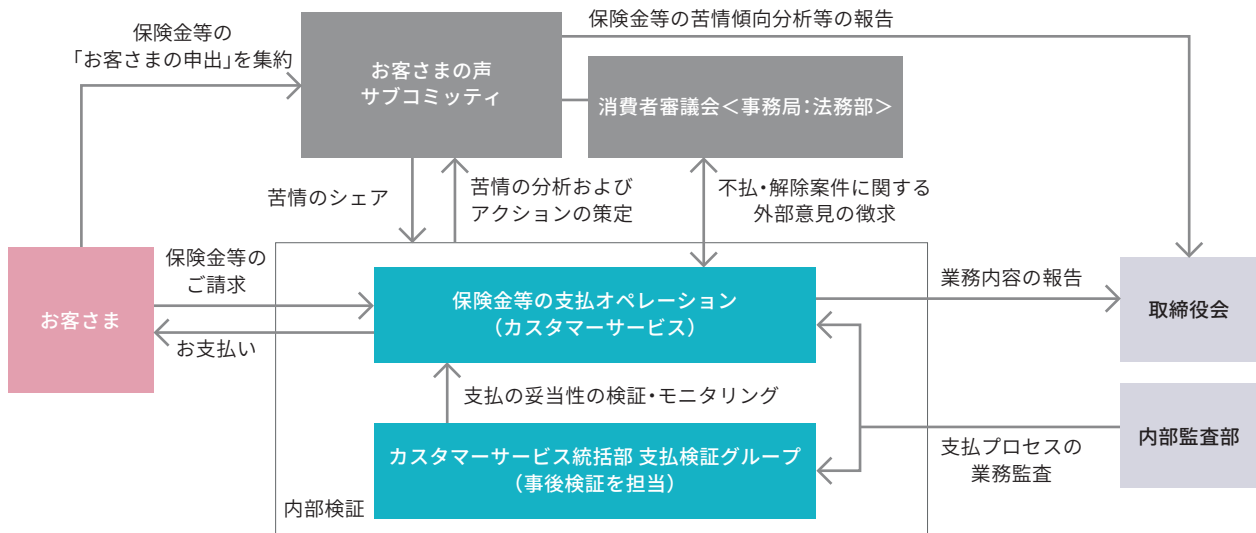 保険金等の
「お客さまの申出」を集約
お客さまの声
サブコミッティ
保険金等の苦情傾向分析等の報告
消費者審議会＜事務局：法務部＞
苦情のシェア
苦情の分析および
アクションの策定
不払・解除案件に関する
外部意見の徴求
お客さま
保険金等の
ご請求
お支払い
保険金等の支払オペレーション
（カスタマーサービス）
業務内容の報告
取締役会
支払の妥当性の検証・モニタリング
カスタマーサービス統括部 支払検証グループ
（事後検証を担当）
内部検証
支払プロセスの
業務監査
内部監査部